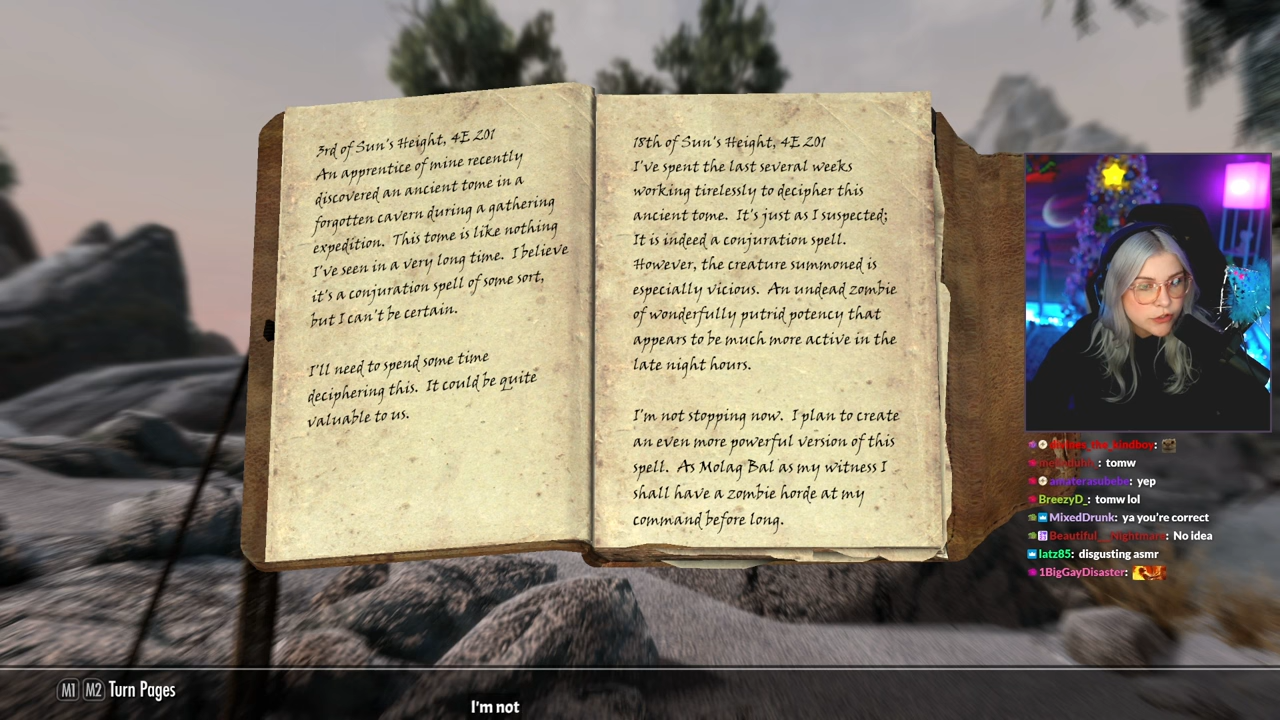 3rd of Sun's Height, 4E 201
An apprentice of mine recently
discovered an ancient tome in a
forgotten cavern during a gathering
expedition. This tome is like nothing
I've seen in a very long time. I believe
it's a conjuration spell of some sort,
but I can't be certain.
I'll need to spend some time
deciphering this. It could be quite
valuable to us.
18th of Sun's Height, 4E 201
I've spent the last several weeks
working tirelessly to decipher this
ancient tome. It's just as I suspected;
It is indeed a conjuration spell.
However, the creature summoned is
especially vicious. An undead zombie
of wonderfully putrid potency that
appears to be much more active in the
late night hours.
I'm not stopping now. I plan to create
an even more powerful version of this
spell. As Molag Bal as my witness I
shall have a zombie horde at my
command before long.
: tomw
amaterasubebe: yep
BreezyD_: tomw lol
MixedDrunk: ya you're correct
Beautiful__Nightmare: No idea
latz85: disgusting asmr
1BigGayDisaster:
M1 M2 Turn Pages
I'm not